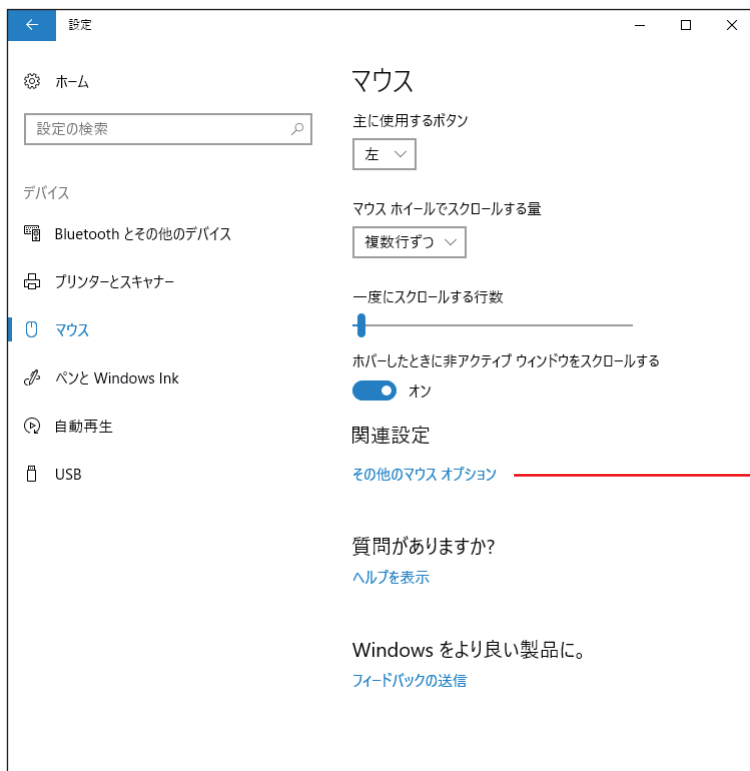 設定
ホーム
設定の検索
デバイス
Bluetooth とその他のデバイス
プリンターとスキャナー
マウス
ペンと Windows Ink
自動再生
USB
マウス
主に使用するボタン
左
マウス ホイールでスクロールする量
複数行ずつ
一度にスクロールする行数
ホバーしたときに非アクティブ ウィンドウをスクロールする
オン
関連設定
その他のマウス オプション
質問がありますか?
ヘルプを表示
Windows をより良い製品に。
フィードバックの送信